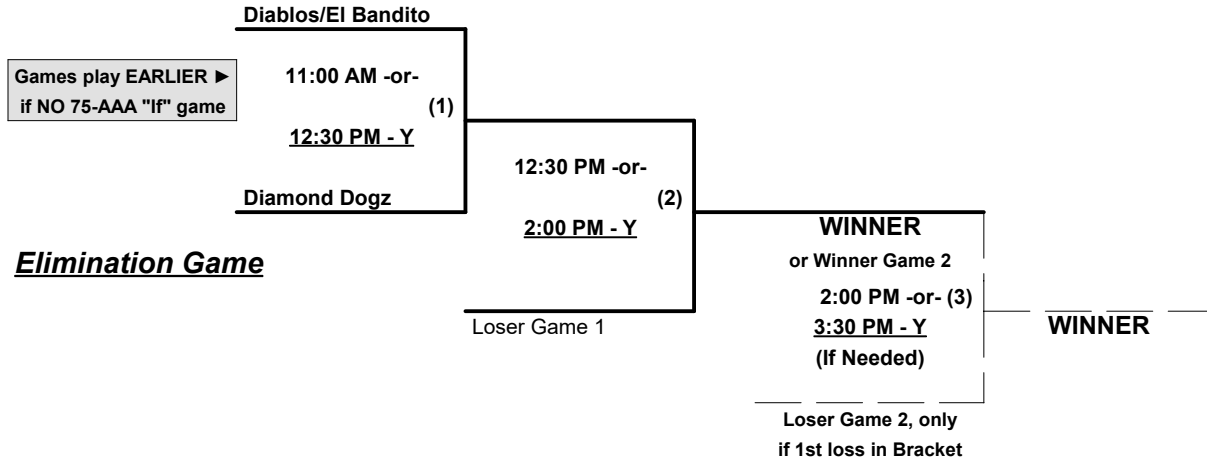 Diablos/El Bandito
Games play EARLIER ►
if NO 75-AAA "If" game
11:00 AM -or-
(1)
12:30 PM - Y
Diamond Dogz
12:30 PM -or-
(2)
2:00 PM - Y
Elimination Game
Loser Game 1
WINNER
or Winner Game 2
2:00 PM -or- (3)
3:30 PM - Y
(If Needed)
WINNER
Loser Game 2, only
if 1st loss in Bracket